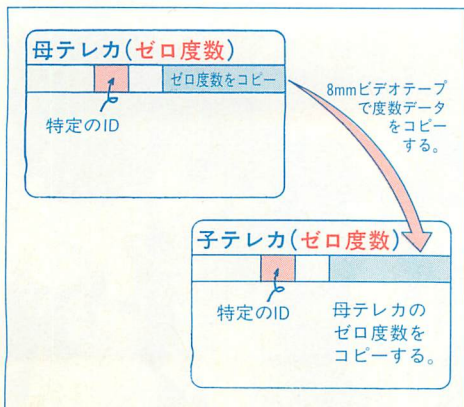 母テレカ(ゼロ度数)
ゼロ度数をコピー
特定のID
8mmビデオテープ
で度数データ
をコピー
する。
子テレカ(ゼロ度数)
特定のID
母テレカの
ゼロ度数を
コピーする。